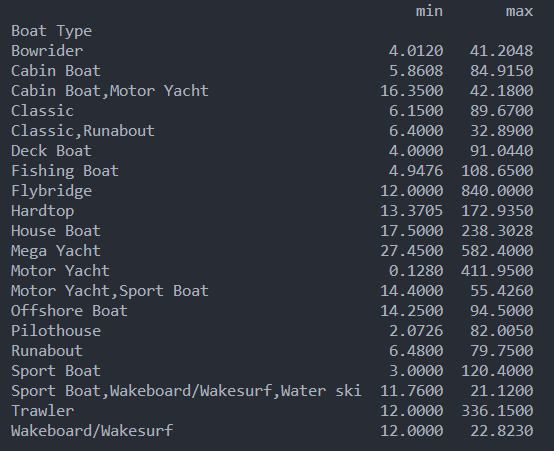 min max
Boat Type
Bowrider 4.0120 41.2048
Cabin Boat 5.8608 84.9150
Cabin Boat,Motor Yacht 16.3500 42.1800
Classic 6.1500 89.6700
Classic,Runabout 6.4000 32.8900
Deck Boat 4.0000 91.0440
Fishing Boat 4.9476 108.6500
Flybridge 12.0000 840.0000
Hardtop 13.3705 172.9350
House Boat 17.5000 238.3028
Mega Yacht 27.4500 582.4000
Motor Yacht 0.1280 411.9500
Motor Yacht,Sport Boat 14.4000 55.4260
Offshore Boat 14.2500 94.5000
Pilothouse 2.0726 82.0050
Runabout 6.4800 79.7500
Sport Boat 3.0000 120.4000
Sport Boat,Wakeboard/Wakesurf,Water ski 11.7600 21.1200
Trawler 12.0000 336.1500
Wakeboard/Wakesurf 12.0000 22.8230